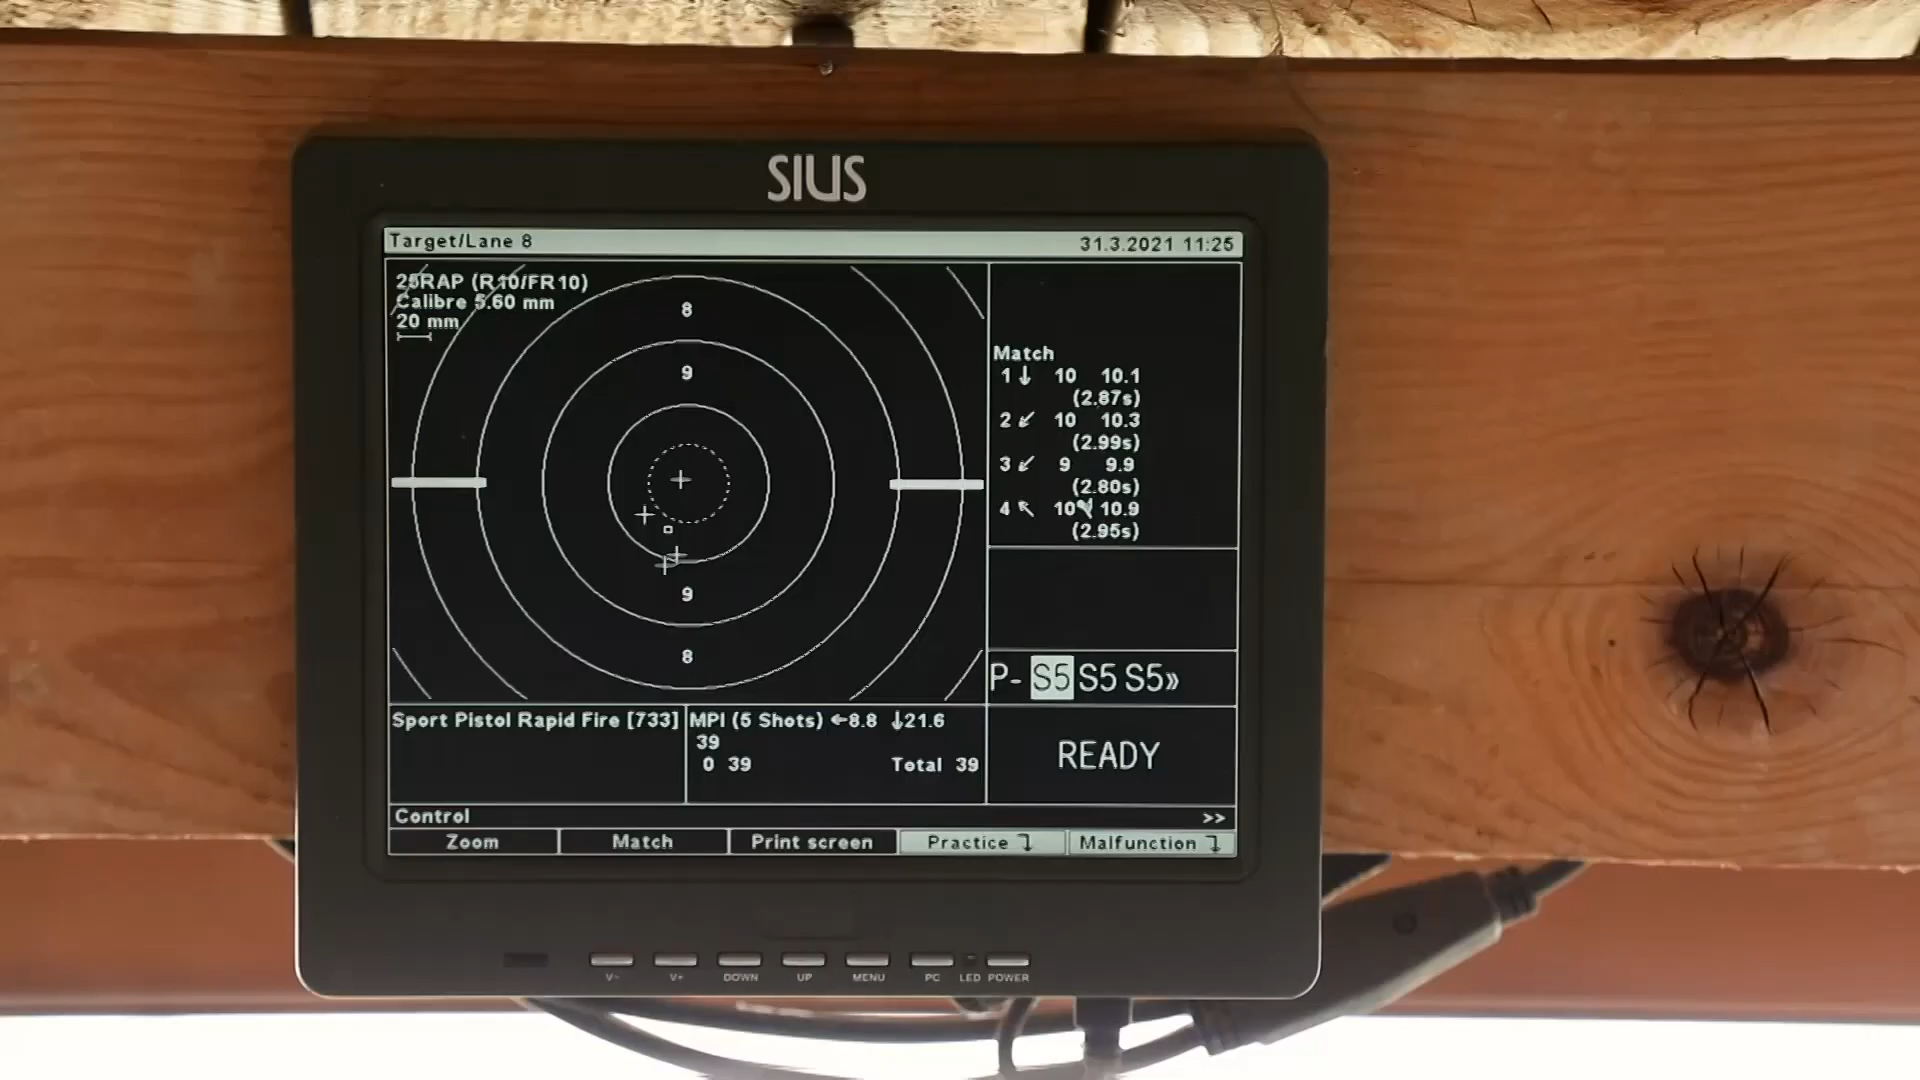 SIUS
Target/Lane 8 31.3.2021 11:25
25RAP (R10/FR10)
Calibre 5.60 mm
20 mm
8
9
9
8
Match
1 ↓ 10 10.1
(2.87s)
2 ↙ 10 10.3
(2.99s)
3 ↙ 9 9.9
(2.80s)
4 ↖ 10 10.9
(2.95s)
P- S5 S5 S5»
Sport Pistol Rapid Fire [733]
MPI (5 Shots) ←8.8 ↓21.6
39
0 39 Total 39
READY
Control >>
Zoom Match Print screen Practice Malfunction
V- V+ DOWN UP MENU PC LED POWER